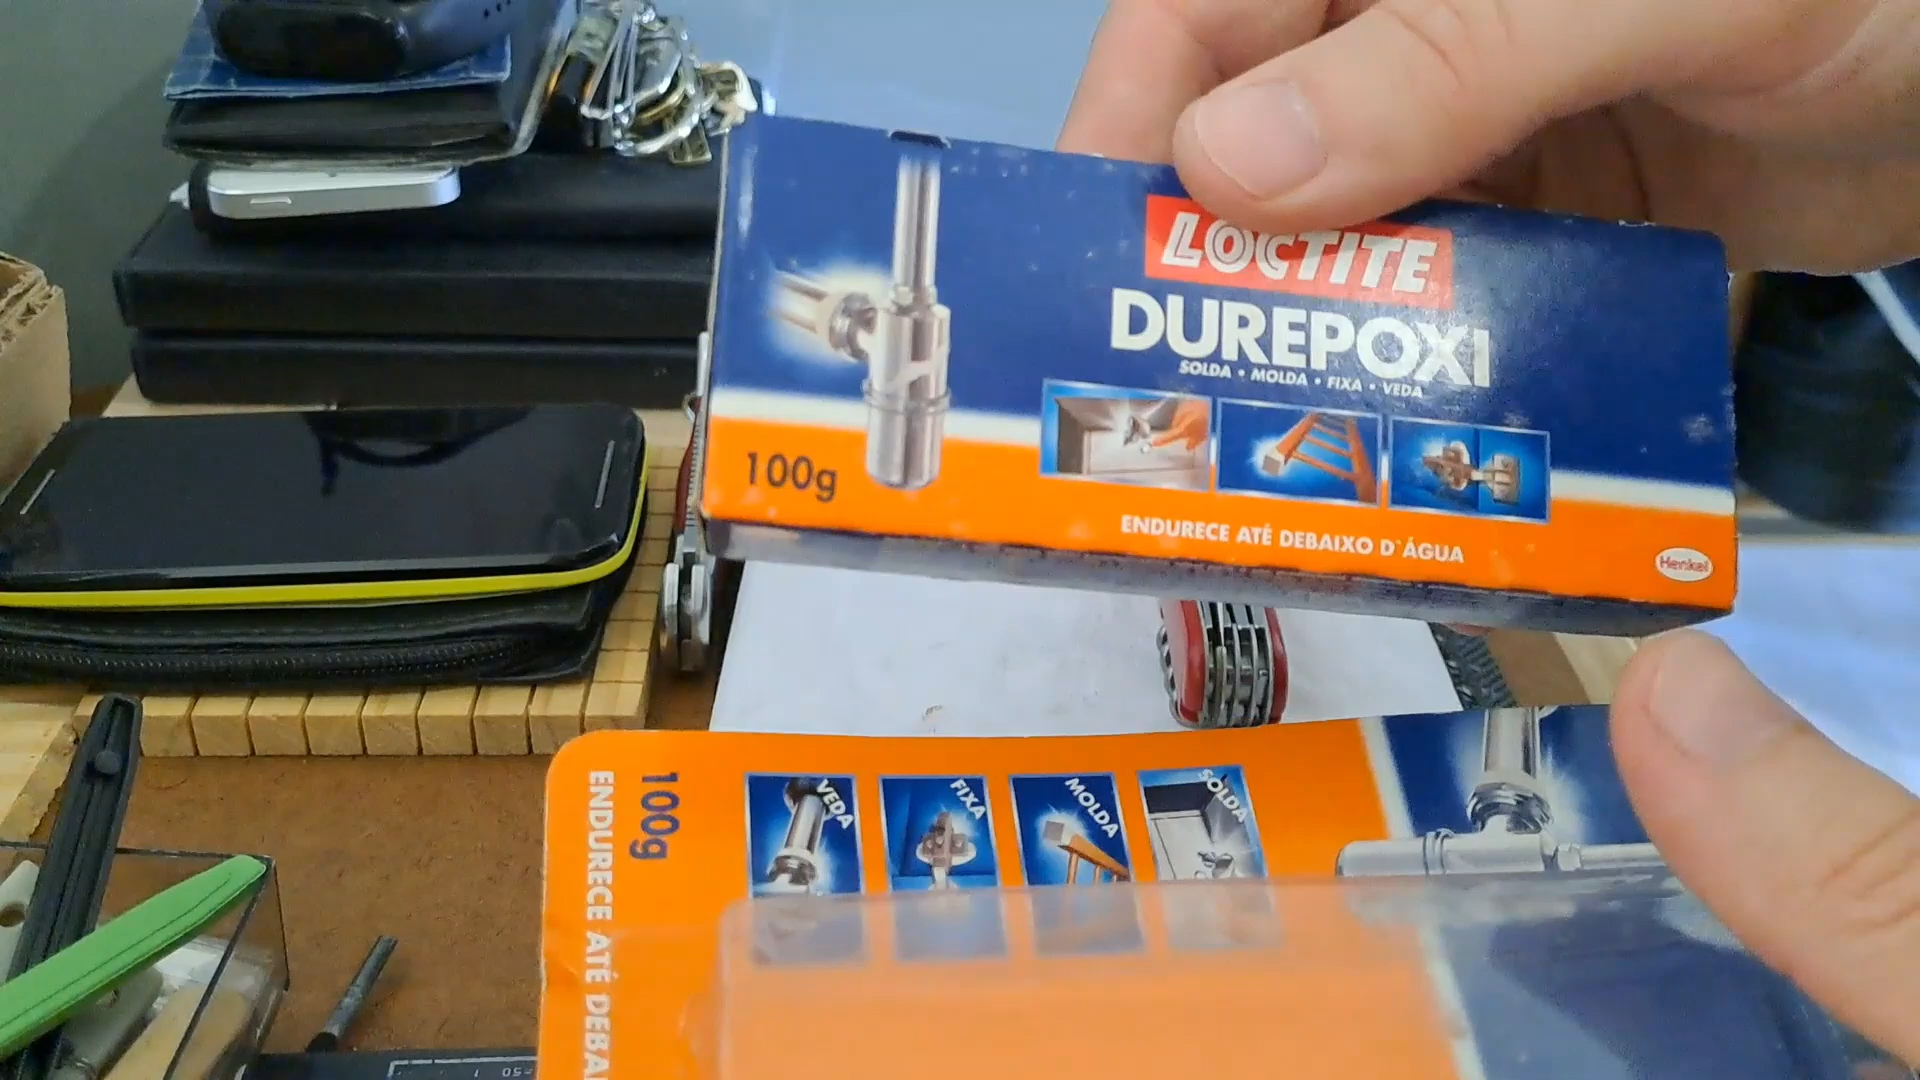 LOCTITE
DUREPOXI
SOLDA • MOLDA • FIXA • VEDA
100g
ENDURECE ATÉ DEBAIXO D'ÁGUA
Henkel
100g
VEDA
FIXA
MOLDA
SOLDA
ENDURECE ATÉ DEBA